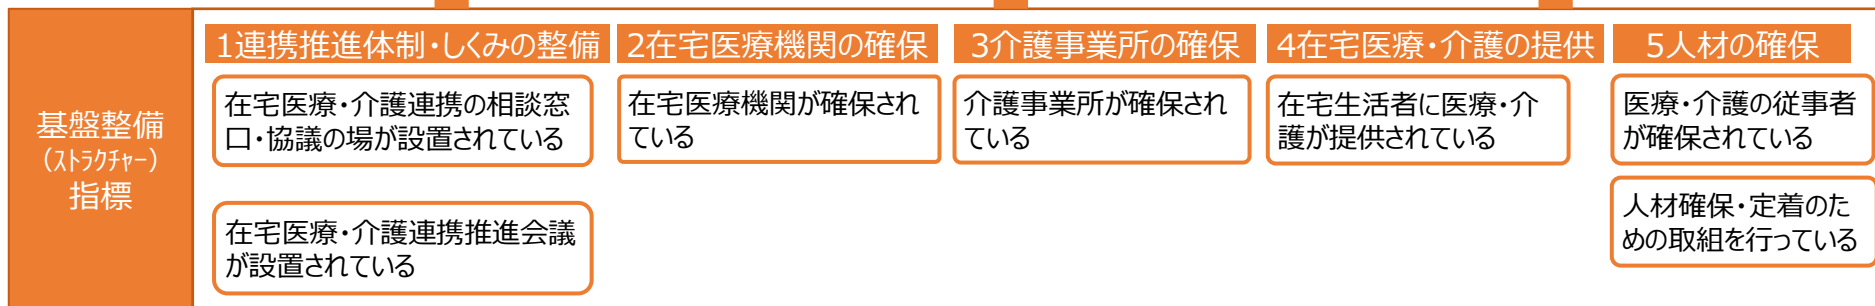 基盤整備
(ストラクチャー)
指標
1連携推進体制・しくみの整備
在宅医療・介護連携の相談窓
口・協議の場が設置されている
在宅医療・介護連携推進会議
が設置されている
2在宅医療機関の確保
在宅医療機関が確保され
ている
3介護事業所の確保
介護事業所が確保され
ている
4在宅医療・介護の提供
在宅生活者に医療・介
護が提供されている
5人材の確保
医療・介護の従事者
が確保されている
人材確保・定着のた
めの取組を行っている